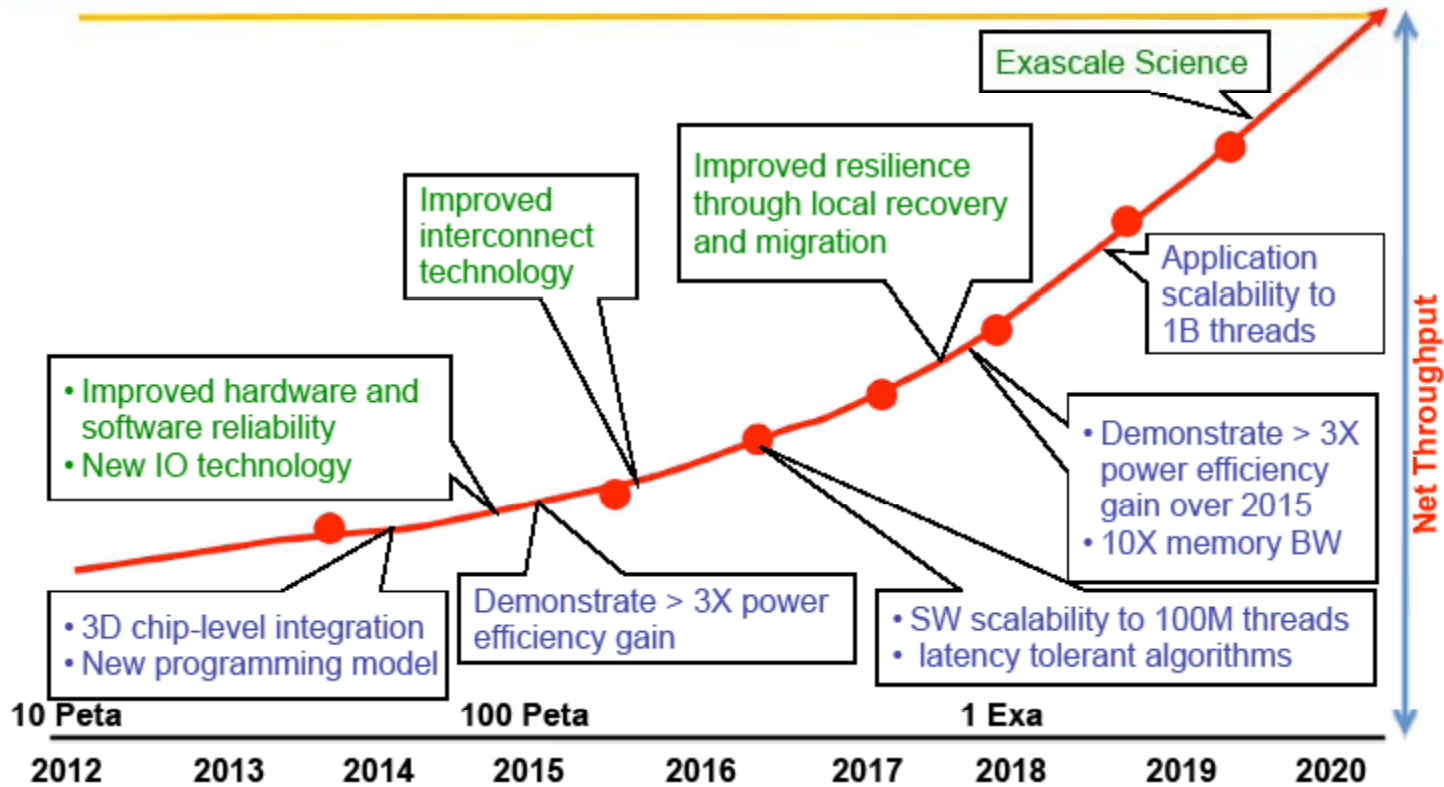 Exascale Science
Improved resilience
through local recovery
and migration
Improved
interconnect
technology
Application
scalability to
1B threads
• Improved hardware and
software reliability
• New IO technology
• Demonstrate > 3X
power efficiency
gain over 2015
• 10X memory BW
• 3D chip-level integration
• New programming model
Demonstrate > 3X power
efficiency gain
• SW scalability to 100M threads
• latency tolerant algorithms
Net Throughput
10 Peta 100 Peta 1 Exa
2012 2013 2014 2015 2016 2017 2018 2019 2020